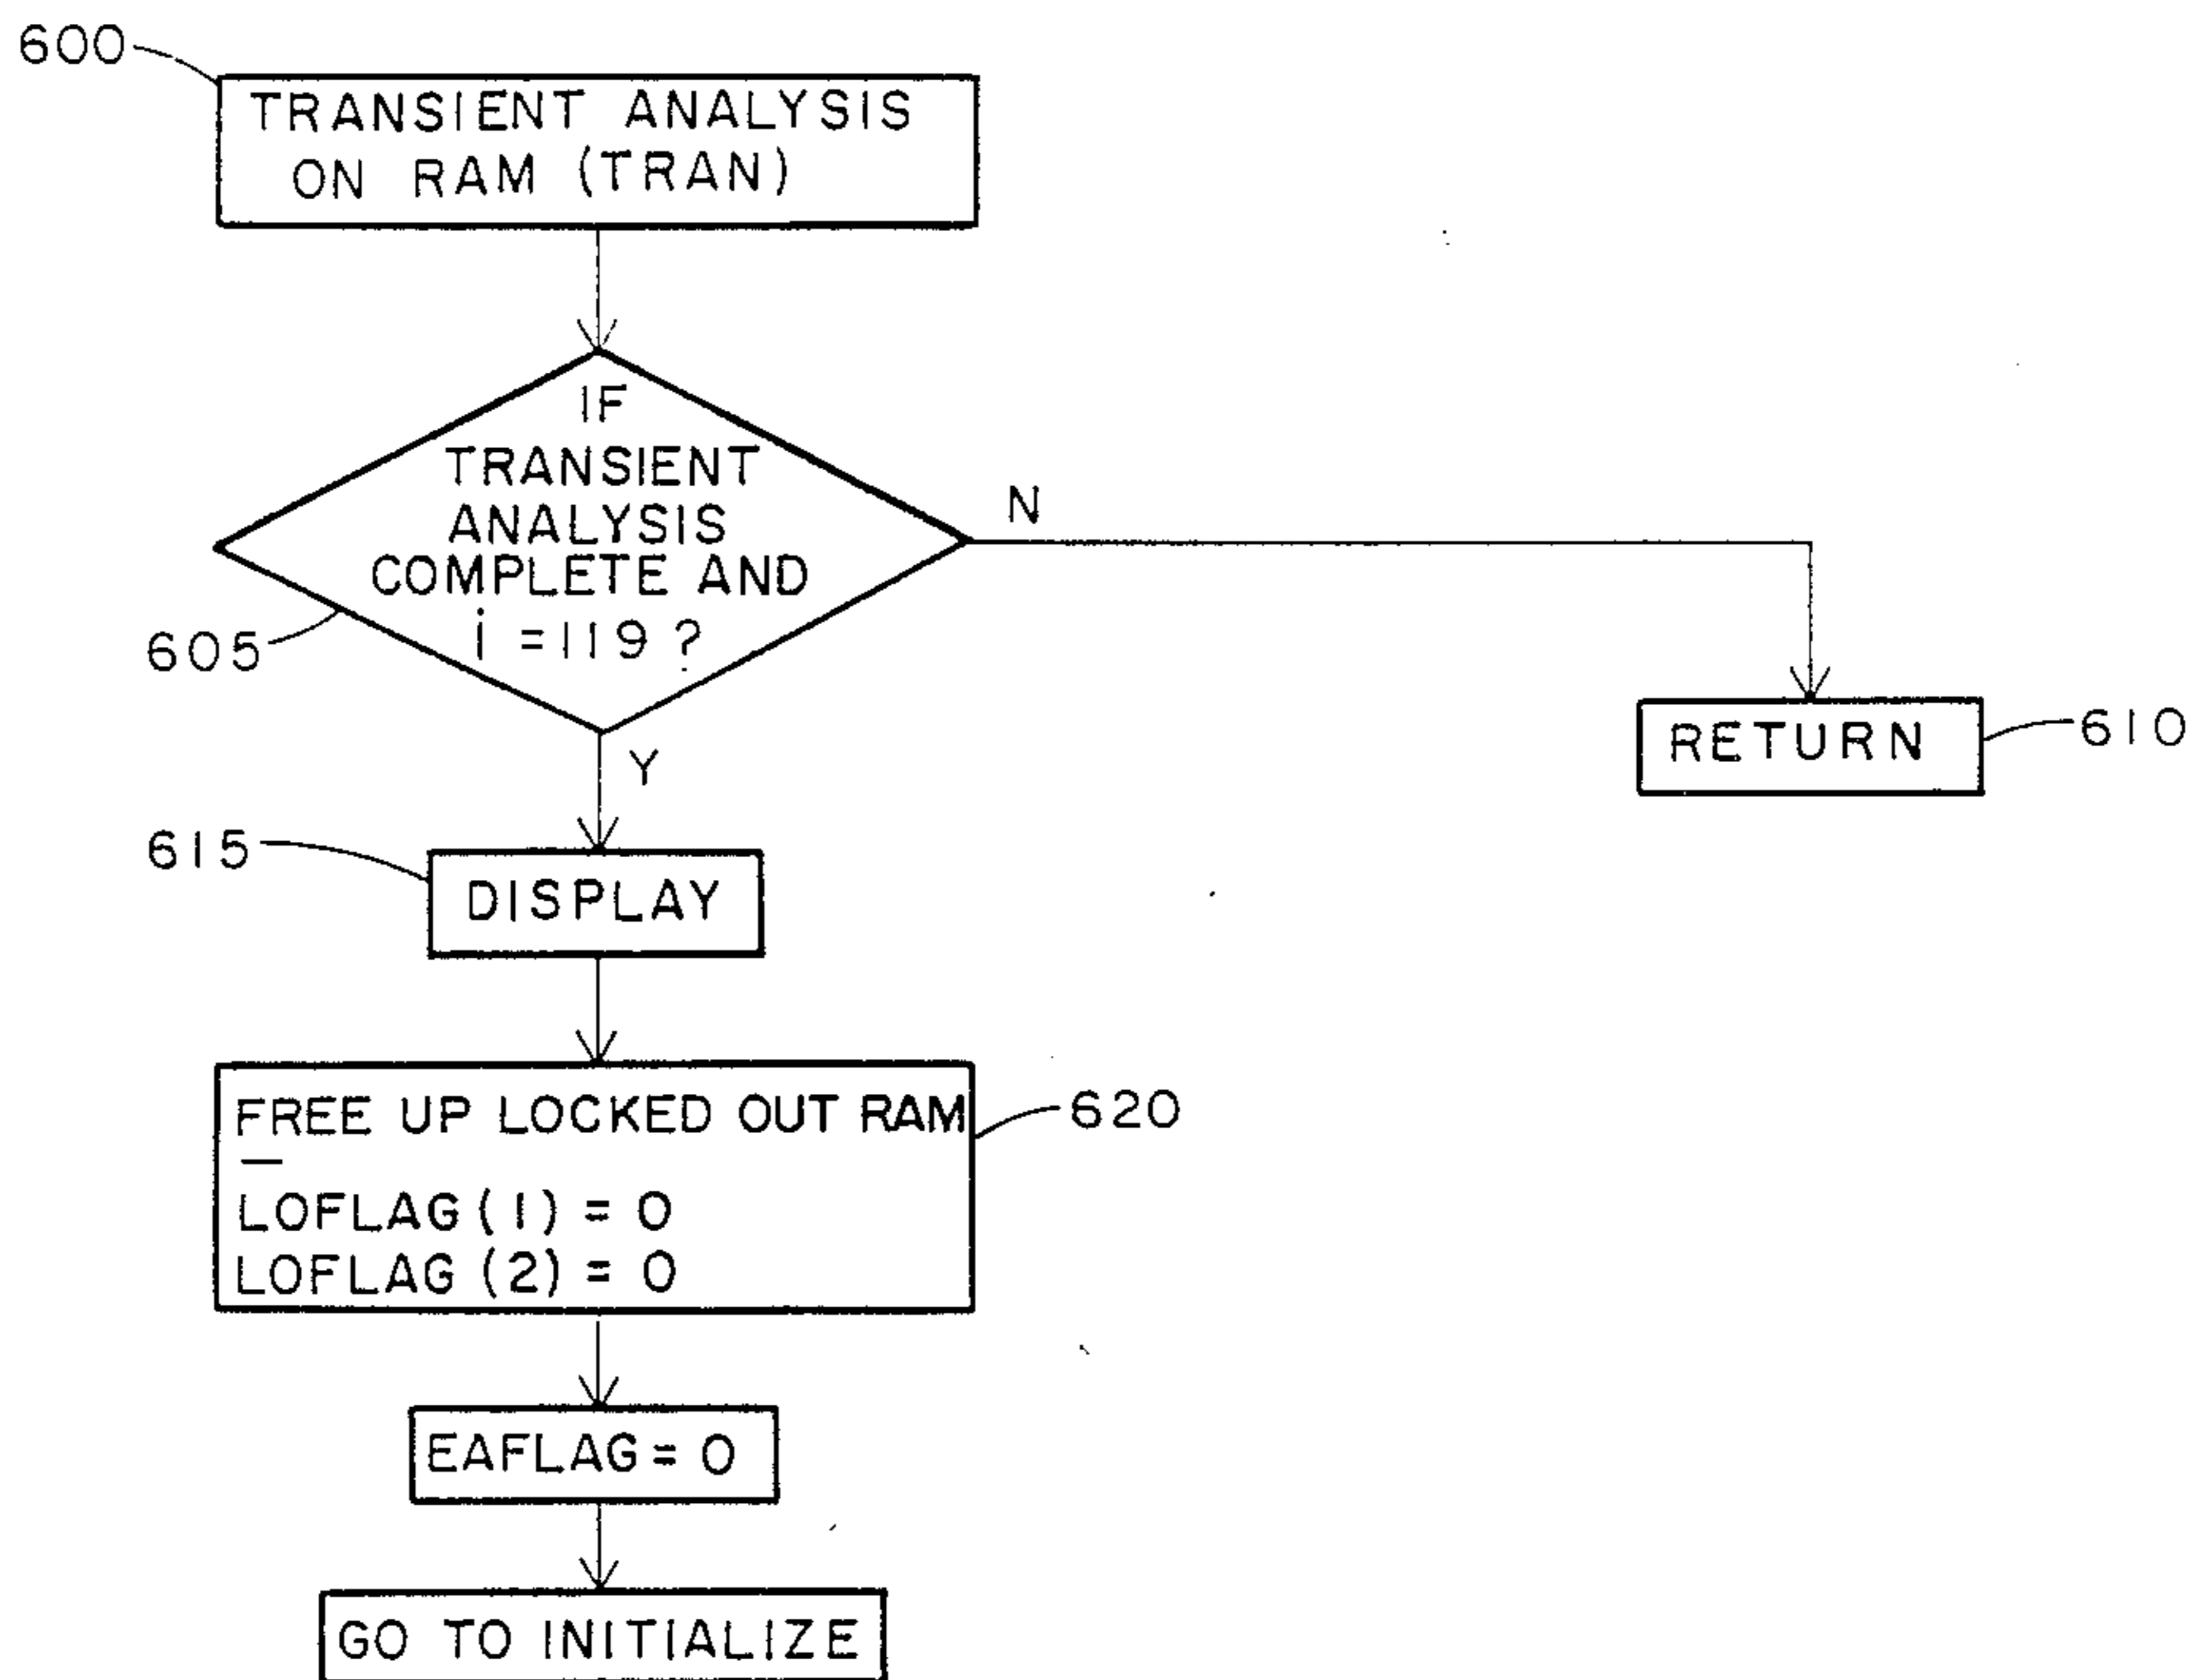 600
TRANSIENT ANALYSIS
ON RAM (TRAN)
IF
TRANSIENT
ANALYSIS
COMPLETE AND
i = 119 ?
N
605
RETURN
610
Y
615
DISPLAY
FREE UP LOCKED OUT RAM
620
LOFLAG (1) = 0
LOFLAG (2) = 0
EAFLAG = 0
GO TO INITIALIZE